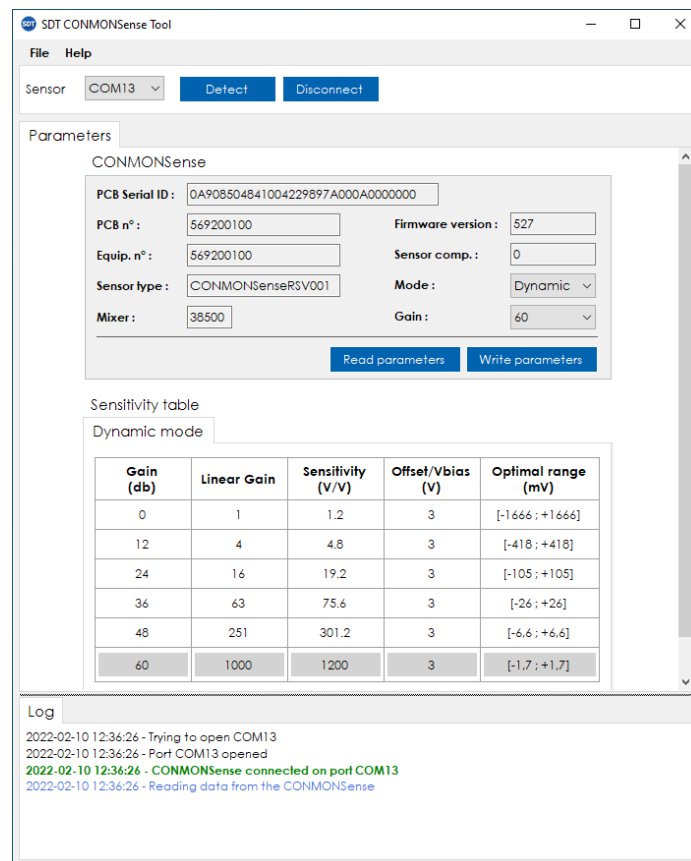 SDT SDT CONMONSense Tool
File Help
Sensor COM13 Detect Disconnect
Parameters
CONMONSense
PCB Serial ID : 0A908504841004229897A000A0000000
PCB n° : 569200100 Firmware version : 527
Equip. n° : 569200100 Sensor comp. : 0
Sensor type : CONMONSenseRSV001 Mode : Dynamic
Mixer : 38500 Gain : 60
Read parameters Write parameters
Sensitivity table
Dynamic mode
Gain (db) Linear Gain Sensitivity (V/V) Offset/Vbias (V) Optimal range (mV)
0 1 1.2 3 [-1666 ; +1666]
12 4 4.8 3 [-418 ; +418]
24 16 19.2 3 [-105 ; +105]
36 63 75.6 3 [-26 ; +26]
48 251 301.2 3 [-6,6 ; +6,6]
60 1000 1200 3 [-1,7 ; +1,7]
Log
2022-02-10 12:36:26 - Trying to open COM13
2022-02-10 12:36:26 - Port COM13 opened
2022-02-10 12:36:26 - CONMONSense connected on port COM13
2022-02-10 12:36:26 - Reading data from the CONMONSense